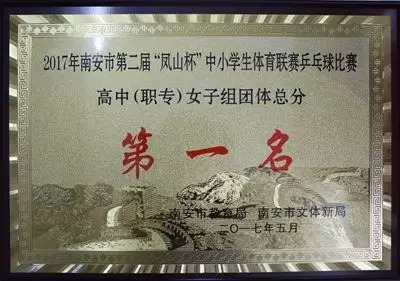 2017年南安市第二届“凤山杯”中小学生体育联赛乒乓球比赛
高中(职专)女子组团体总分
第一名
南安市教育局 南安市文体新局
二〇一七年五月